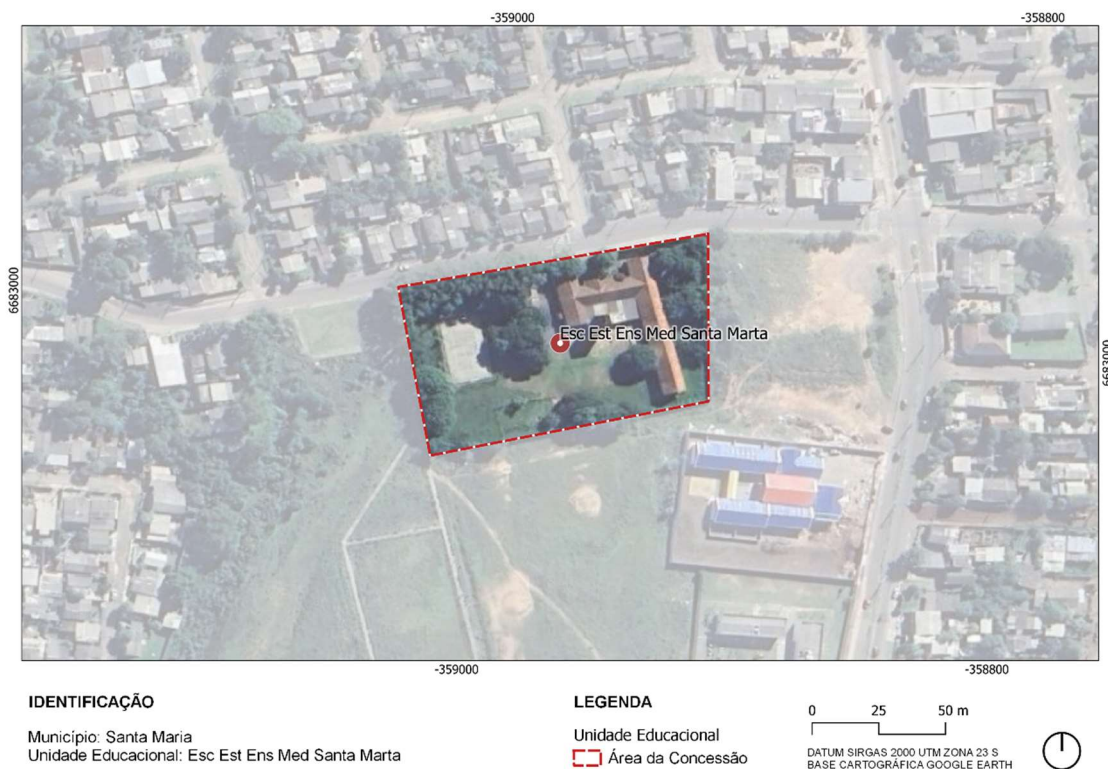 -359000
-358800
6683000
Esc Est Ens Med Santa Marta
6683000
-359000
-358800
IDENTIFICAÇÃO
Município: Santa Maria
Unidade Educacional: Esc Est Ens Med Santa Marta
LEGENDA
Unidade Educacional
Área da Concessão
0 25 50 m
DATUM SIRGAS 2000 UTM ZONA 23 S
BASE CARTOGRÁFICA GOOGLE EARTH